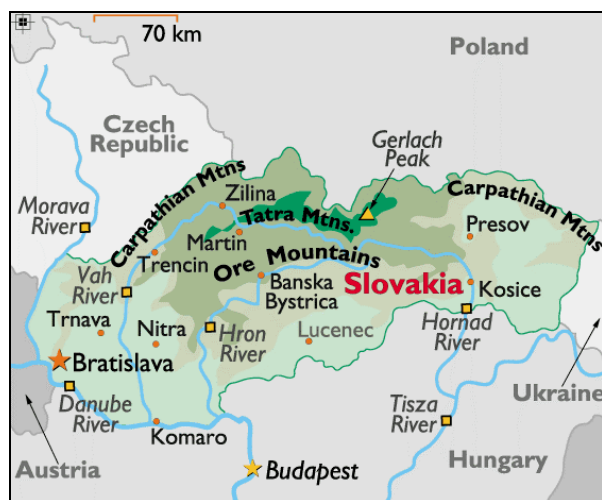 70 km
Poland
Czech
Republic
Gerlach
Peak
Carpathian Mtns
Carpathian Mtns
Zilina
Morava
River
Tatra Mtns.
Martin
Presov
Trencin
Ore Mountains
Vah
River
Banska
Bystrica
Slovakia
Kosice
Trnava
Nitra
Hron
River
Lucenec
Hornad
River
Bratislava
Danube
River
Ukraine
Tisza
River
Komaro
Austria
Budapest
Hungary